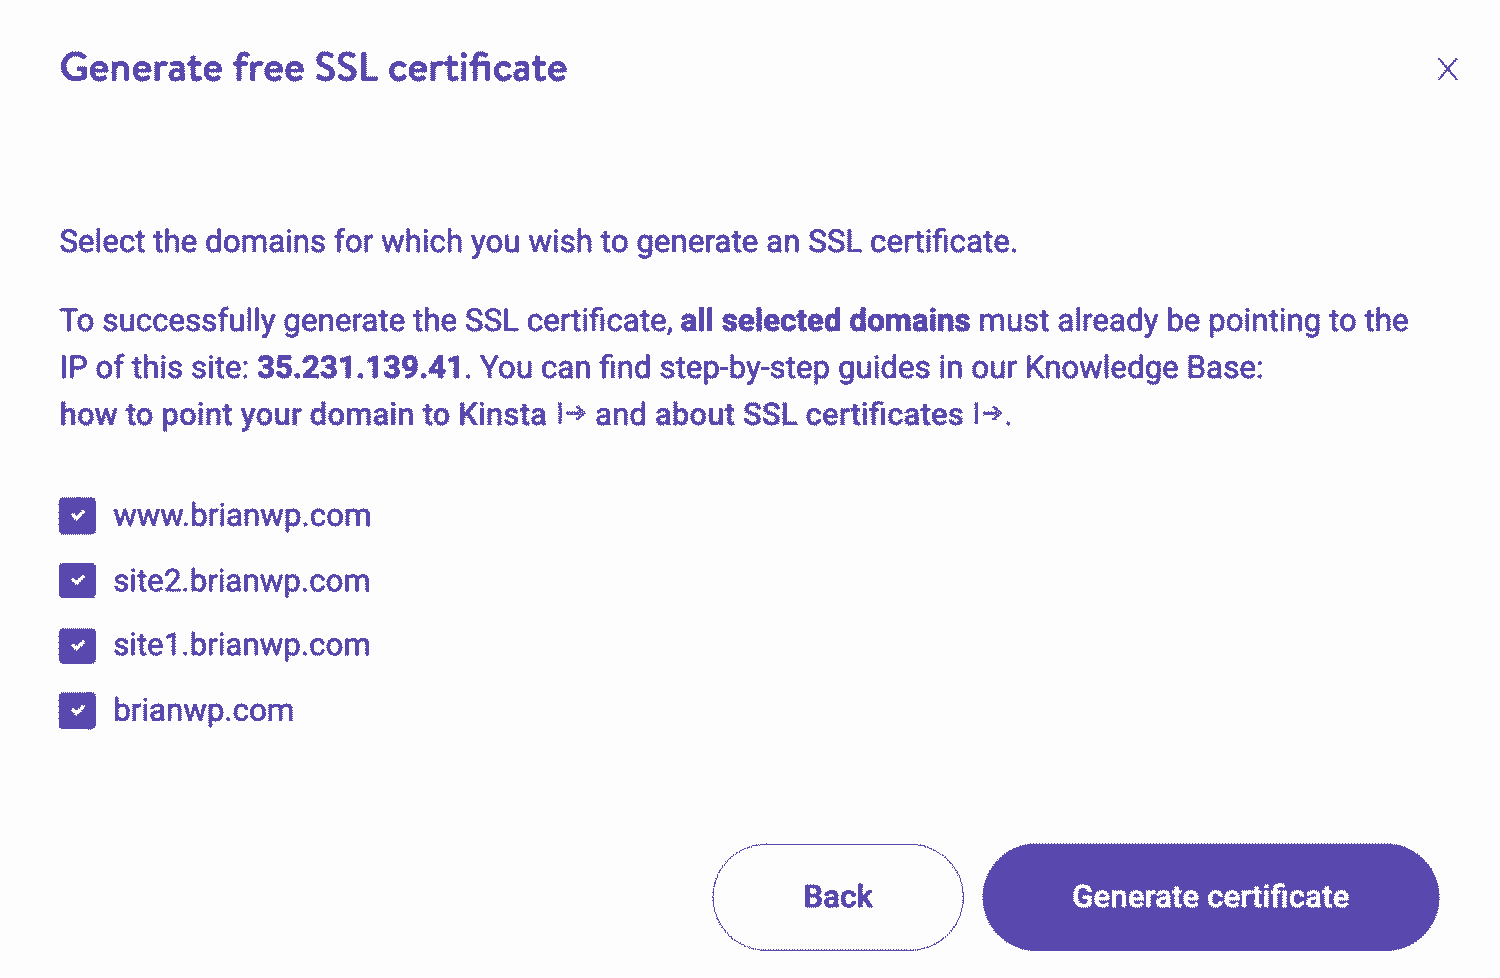 Generate free SSL certificate
Select the domains for which you wish to generate an SSL certificate.
To successfully generate the SSL certificate, all selected domains must already be pointing to the
IP of this site: 35.231.139.41. You can find step-by-step guides in our Knowledge Base:
how to point your domain to Kinsta and about SSL certificates .
www.brianwp.com
site2.brianwp.com
site1.brianwp.com
brianwp.com
Back
Generate certificate